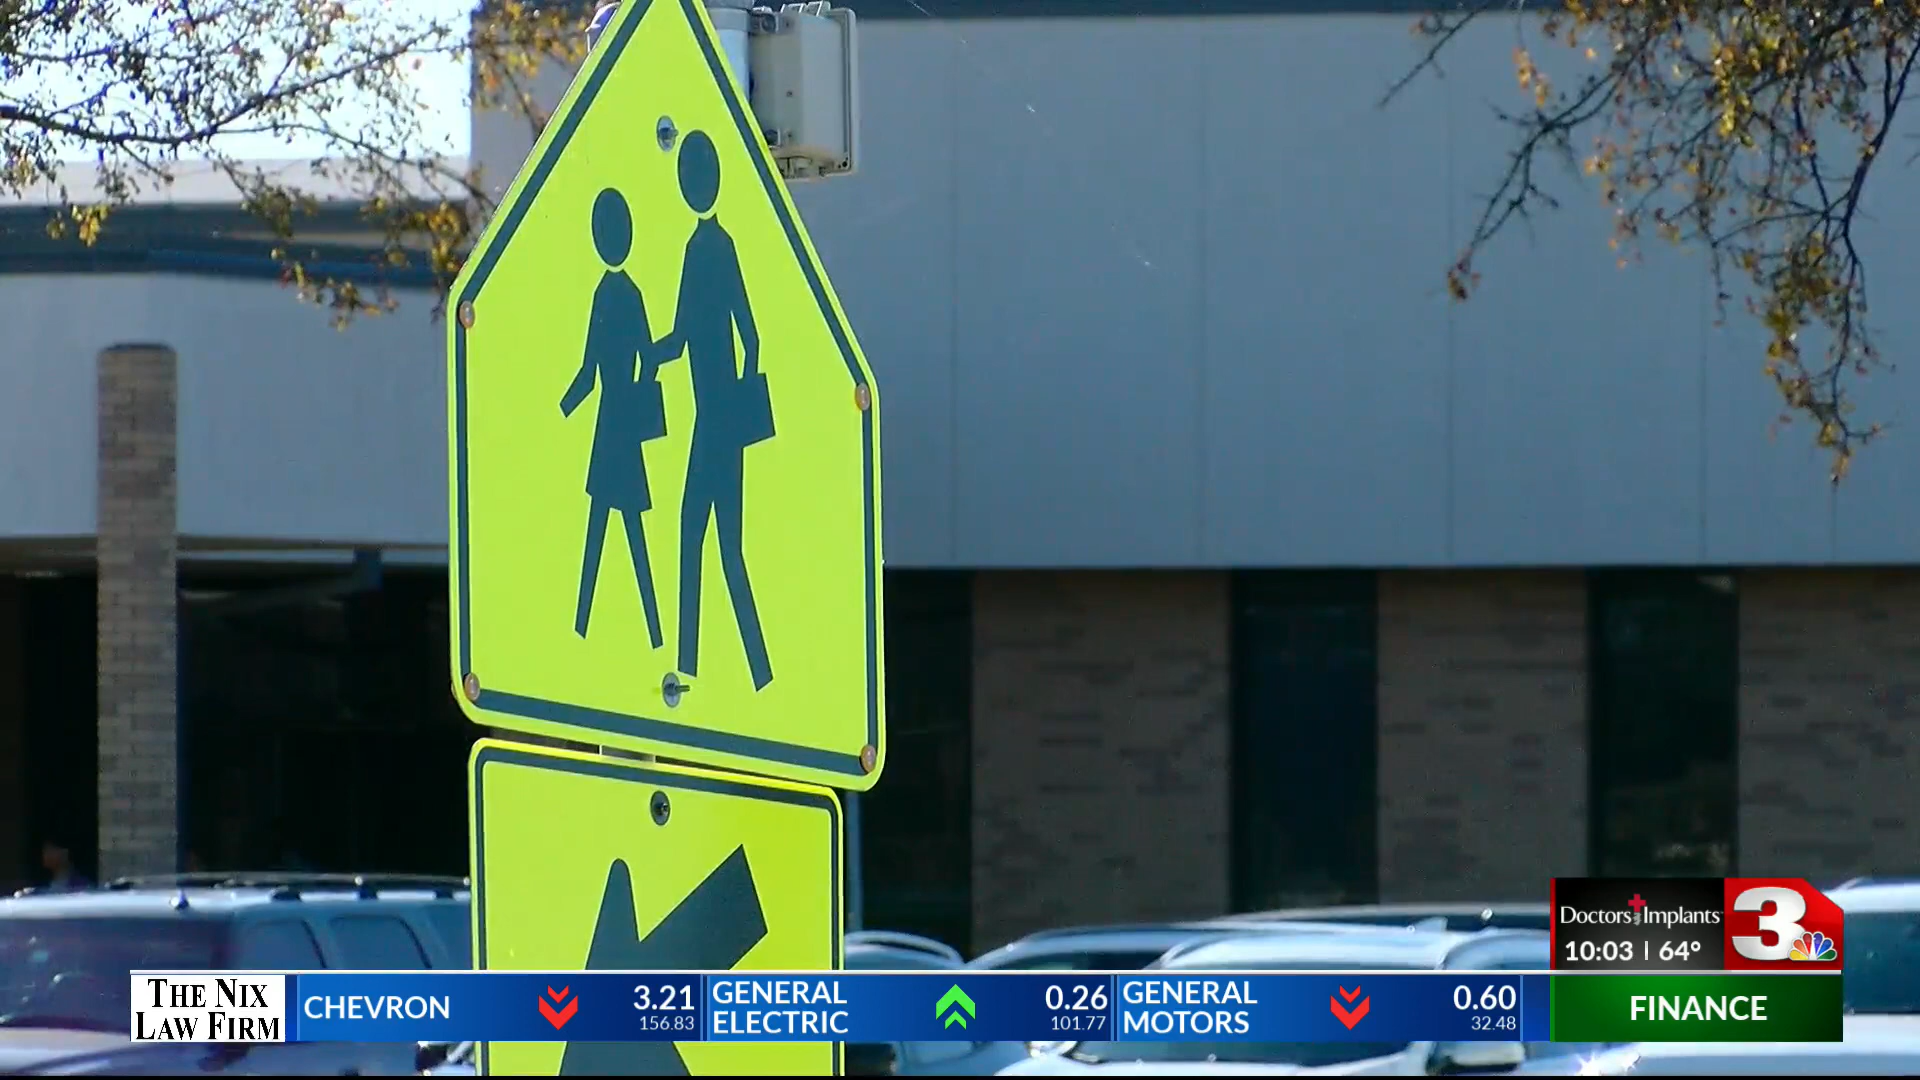 Doctors Implants
10:03 | 64°
3
THE NIX
LAW FIRM
CHEVRON
3.21
156.83
GENERAL
ELECTRIC
0.26
101.77
GENERAL
MOTORS
0.60
32.48
FINANCE